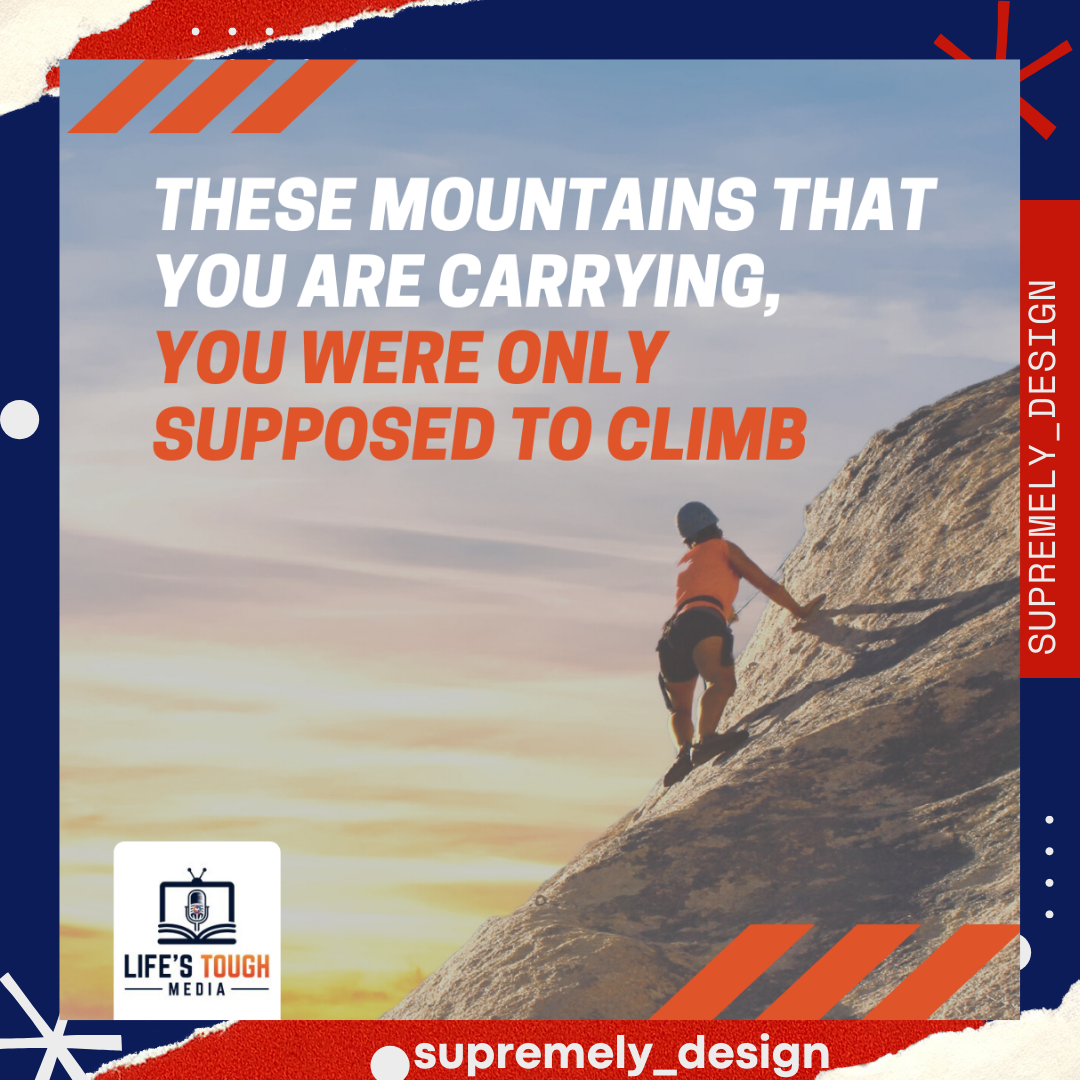 THESE MOUNTAINS THAT
YOU ARE CARRYING,
YOU WERE ONLY
SUPPOSED TO CLIMB
SUPREMELY_DESIGN
LIFE'S TOUGH
MEDIA
supremely_design